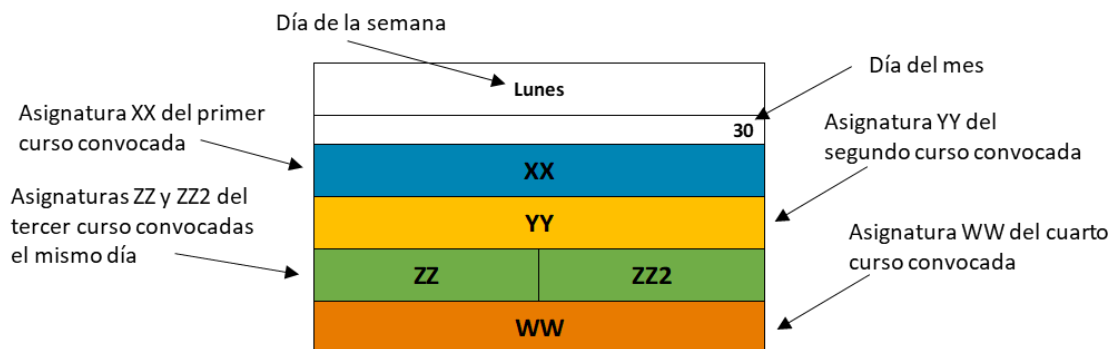 Día de la semana
Lunes
Día del mes
30
Asignatura XX del primer
curso convocada
XX
Asignatura YY del
segundo curso convocada
YY
Asignaturas ZZ y ZZ2 del
tercer curso convocadas
el mismo día
ZZ
ZZ2
Asignatura WW del cuarto
curso convocada
WW